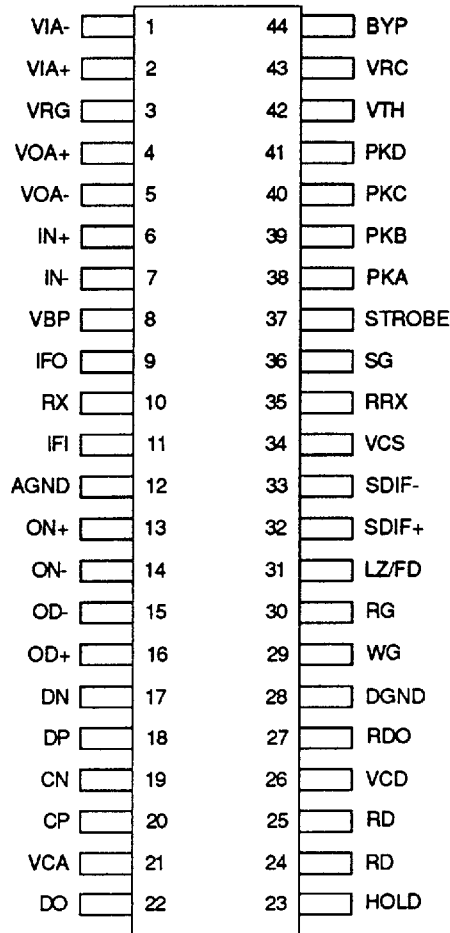 VIA- 1 44 BYP
VIA+ 2 43 VRC
VRG 3 42 VTH
VOA+ 4 41 PKD
VOA- 5 40 PKC
IN+ 6 39 PKB
IN- 7 38 PKA
VBP 8 37 STROBE
IFO 9 36 SG
RX 10 35 RRX
IFI 11 34 VCS
AGND 12 33 SDIF-
ON+ 13 32 SDIF+
ON- 14 31 LZ/FD
OD- 15 30 RG
OD+ 16 29 WG
DN 17 28 DGND
DP 18 27 RDO
CN 19 26 VCD
CP 20 25 RD
VCA 21 24 RD
DO 22 23 HOLD